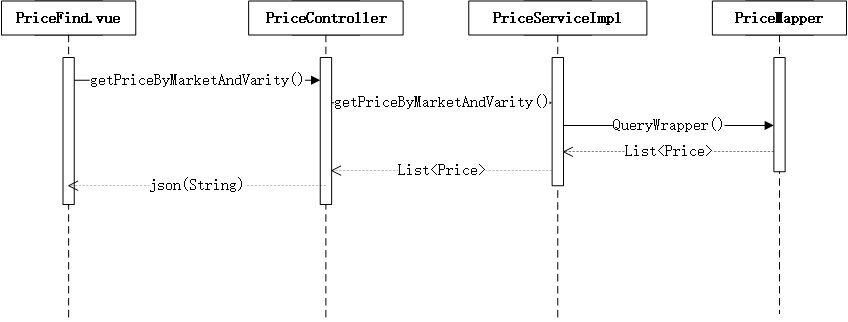 PriceFind.vue
PriceController
PriceServiceImpl
PriceMapper
getPriceByMarketAndVarity()
getPriceByMarketAndVarity()
QueryWrapper()
List<Price>
List<Price>
json(String)